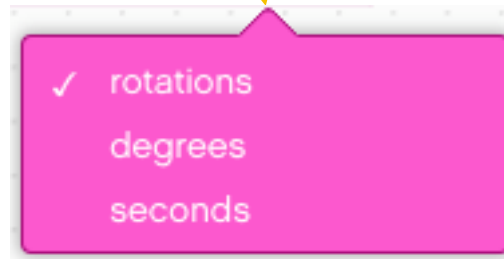 ✓ rotations
degrees
seconds